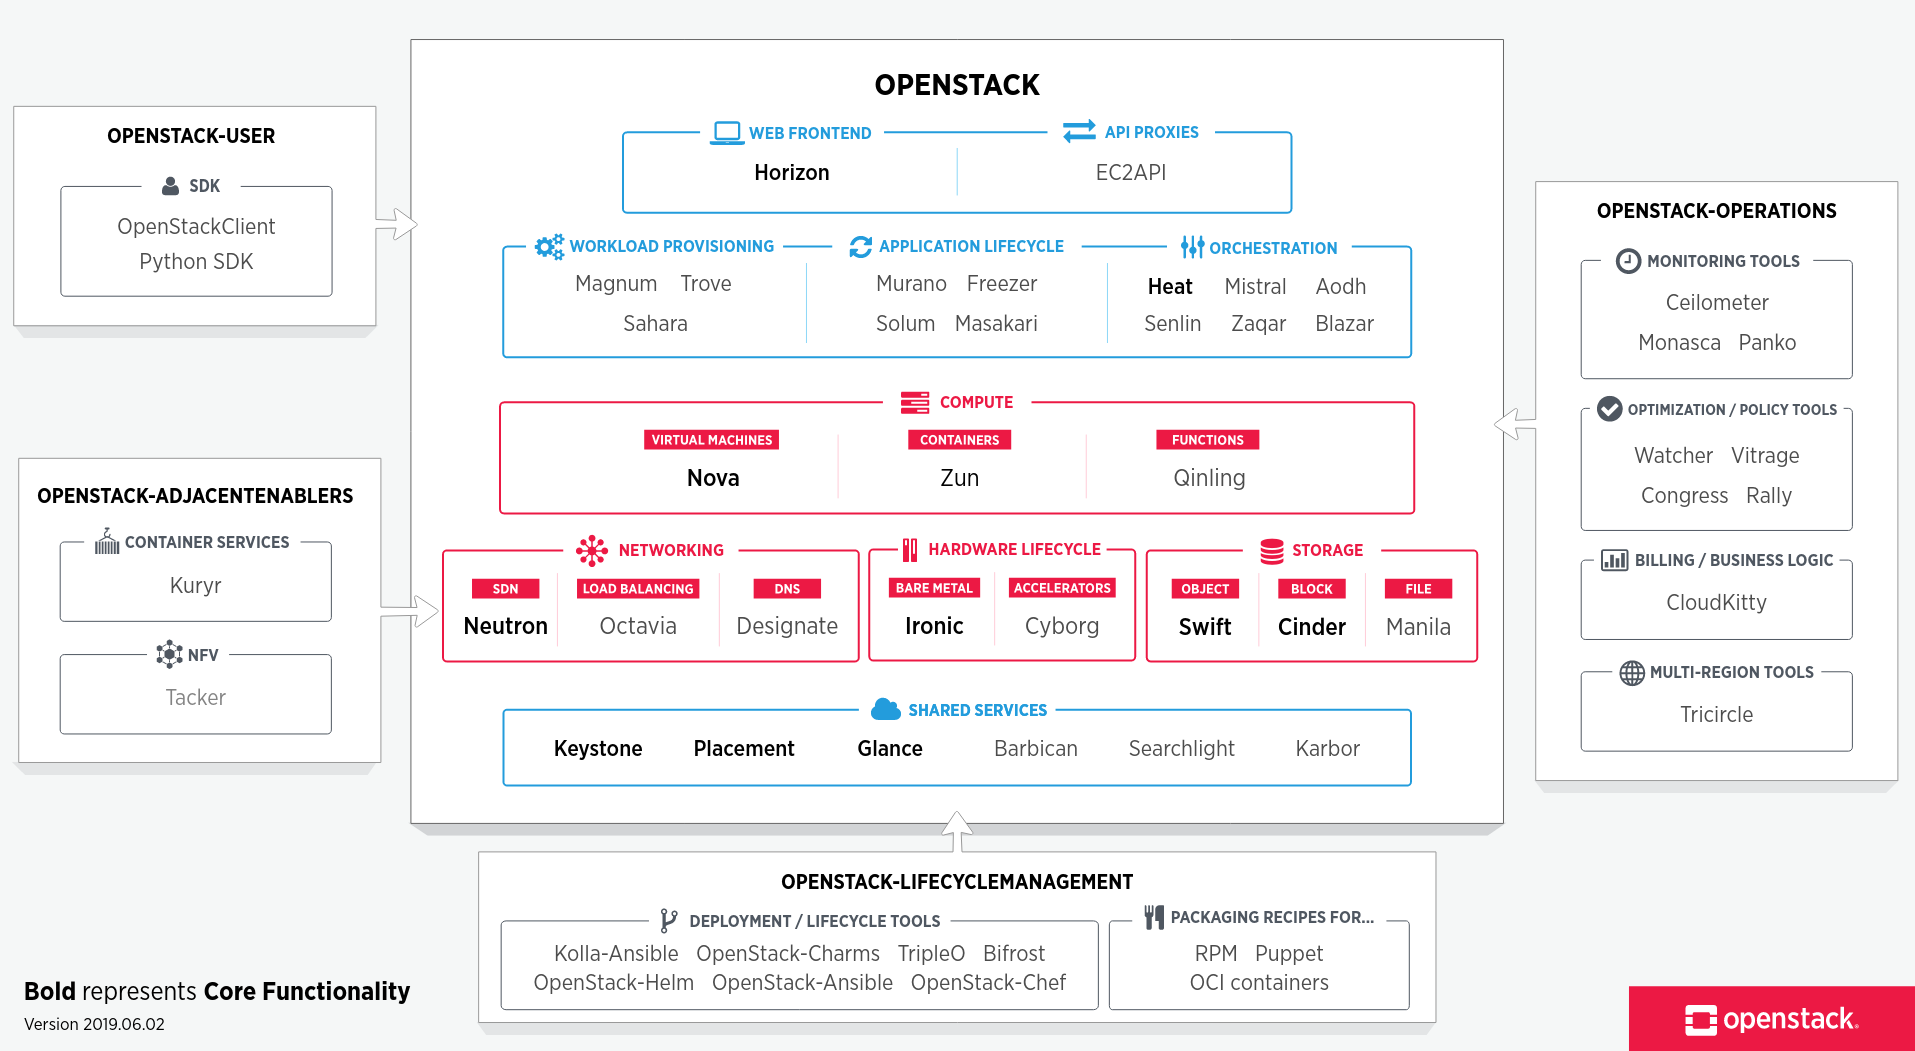 OPENSTACK
WEB FRONTEND
Horizon
API PROXIES
EC2API
WORKLOAD PROVISIONING
Magnum Trove
Sahara
APPLICATION LIFECYCLE
Murano Freezer
Solum Masakari
ORCHESTRATION
Heat Mistral Aodh
Senlin Zaqar Blazar
COMPUTE
VIRTUAL MACHINES
Nova
CONTAINERS
Zun
FUNCTIONS
Qinling
NETWORKING
SDN
Neutron
LOAD BALANCING
Octavia
DNS
Designate
HARDWARE LIFECYCLE
BARE METAL
Ironic
ACCELERATORS
Cyborg
STORAGE
OBJECT
Swift
BLOCK
Cinder
FILE
Manila
SHARED SERVICES
Keystone Placement Glance Barbican Searchlight Karbor
OPENSTACK-USER
SDK
OpenStackClient
Python SDK
OPENSTACK-ADJACENTENABLERS
CONTAINER SERVICES
Kuryr
NFV
Tacker
OPENSTACK-OPERATIONS
MONITORING TOOLS
Ceilometer
Monasca Panko
OPTIMIZATION / POLICY TOOLS
Watcher Vitrage
Congress Rally
BILLING / BUSINESS LOGIC
CloudKitty
MULTI-REGION TOOLS
Tricircle
OPENSTACK-LIFECYCLEMANAGEMENT
DEPLOYMENT / LIFECYCLE TOOLS
Kolla-Ansible OpenStack-Charms TripleO Bifrost
OpenStack-Helm OpenStack-Ansible OpenStack-Chef
PACKAGING RECIPES FOR...
RPM Puppet
OCI containers
Bold represents Core Functionality
Version 2019.06.02
openstack.